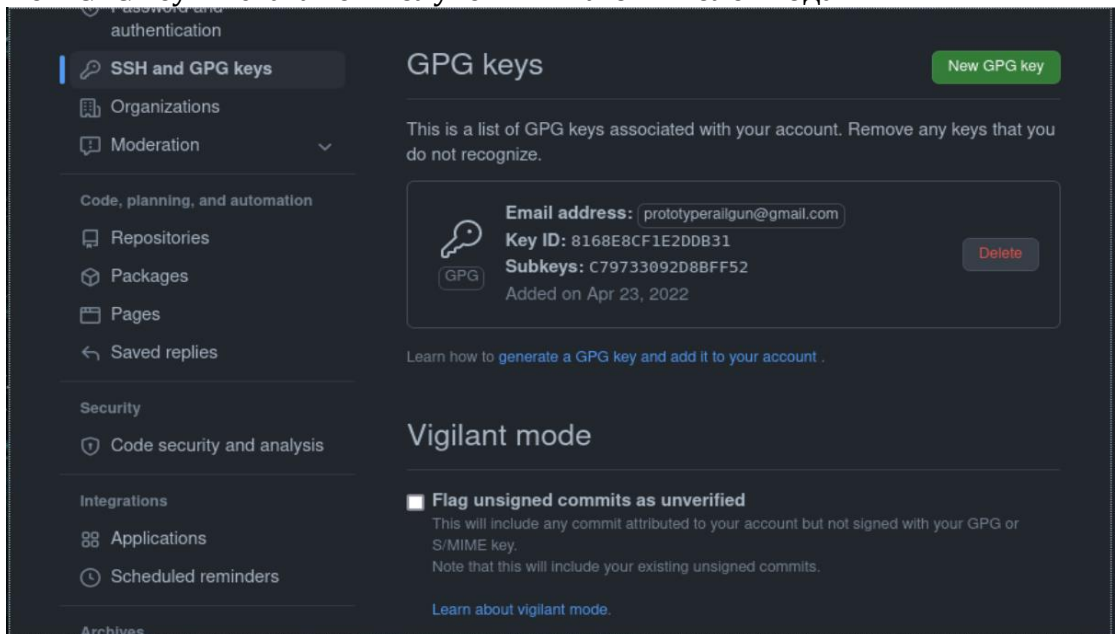 authentication
SSH and GPG keys
Organizations
Moderation
Code, planning, and automation
Repositories
Packages
Pages
Saved replies
Security
Code security and analysis
Integrations
Applications
Scheduled reminders
Archives
GPG keys
New GPG key
This is a list of GPG keys associated with your account. Remove any keys that you
do not recognize.
Email address: prototyperailgun@gmail.com
Key ID: 8168E8CF1E2DDB31
Subkeys: C79733092D8BFF52
Added on Apr 23, 2022
GPG
Delete
Learn how to generate a GPG key and add it to your account .
Vigilant mode
Flag unsigned commits as unverified
This will include any commit attributed to your account but not signed with your GPG or
S/MIME key.
Note that this will include your existing unsigned commits.
Learn about vigilant mode.